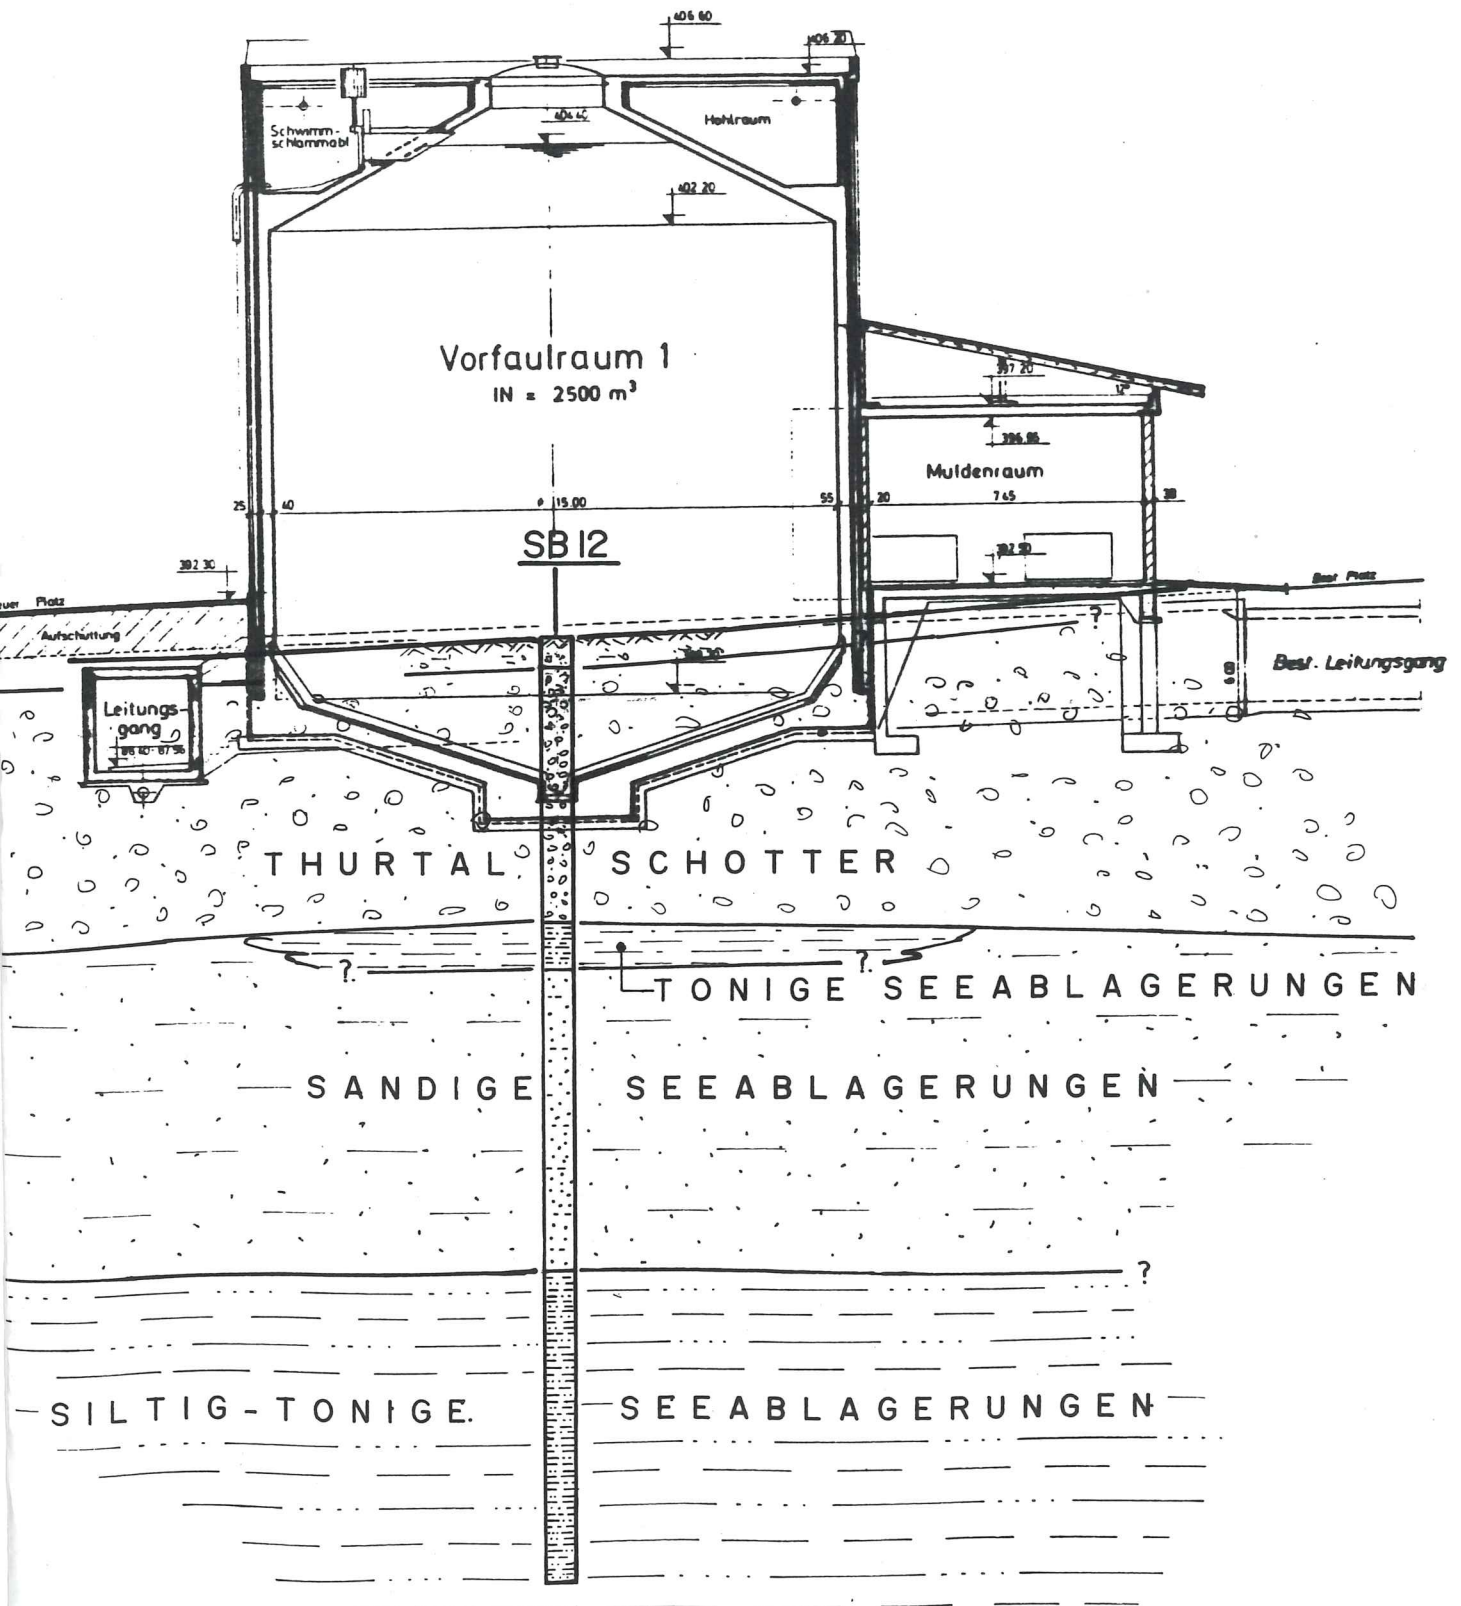 406 60
406.20
404.40
Schwimm-
schlammabl
Hohlraum
402.20
Vorfaulraum 1
IN = 2500 m³
397.20
12°
396.95
Muldenraum
25
40
ø 15.00
55
20
7.45
30
SB 12
392 30
392.50
Best Platz
Platz
Aufschüttung
?
Best. Leitungsgang
Leitungs-
gang
THURTAL SCHOTTER
?
?
TONIGE SEEABLAGERUNGEN
SANDIGE SEEABLAGERUNGEN
?
SILTIG-TONIGE SEEABLAGERUNGEN